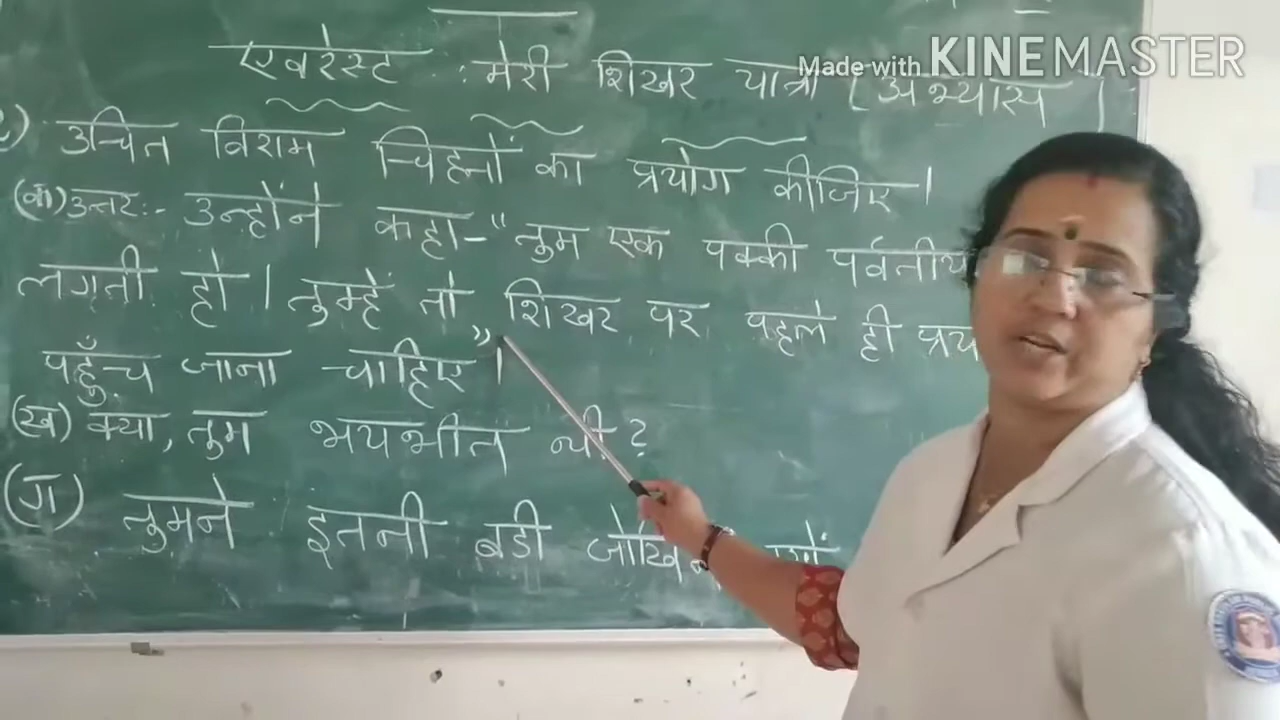 Made with KINEMASTER
एवरेस्ट : मेरी शिखर यात्रा (अभ्यास)
उचित विराम चिहनों का प्रयोग कीजिए।
(क) उत्तर:- उन्होंने कहा-"तुम एक पक्की पर्वतीय
लगती हो। तुम्हें तो शिखर पर पहले ही
पहुँच जाना चाहिए"।
(ख) क्या, तुम भयभीत थी?
(ग) तुमने इतनी बडी